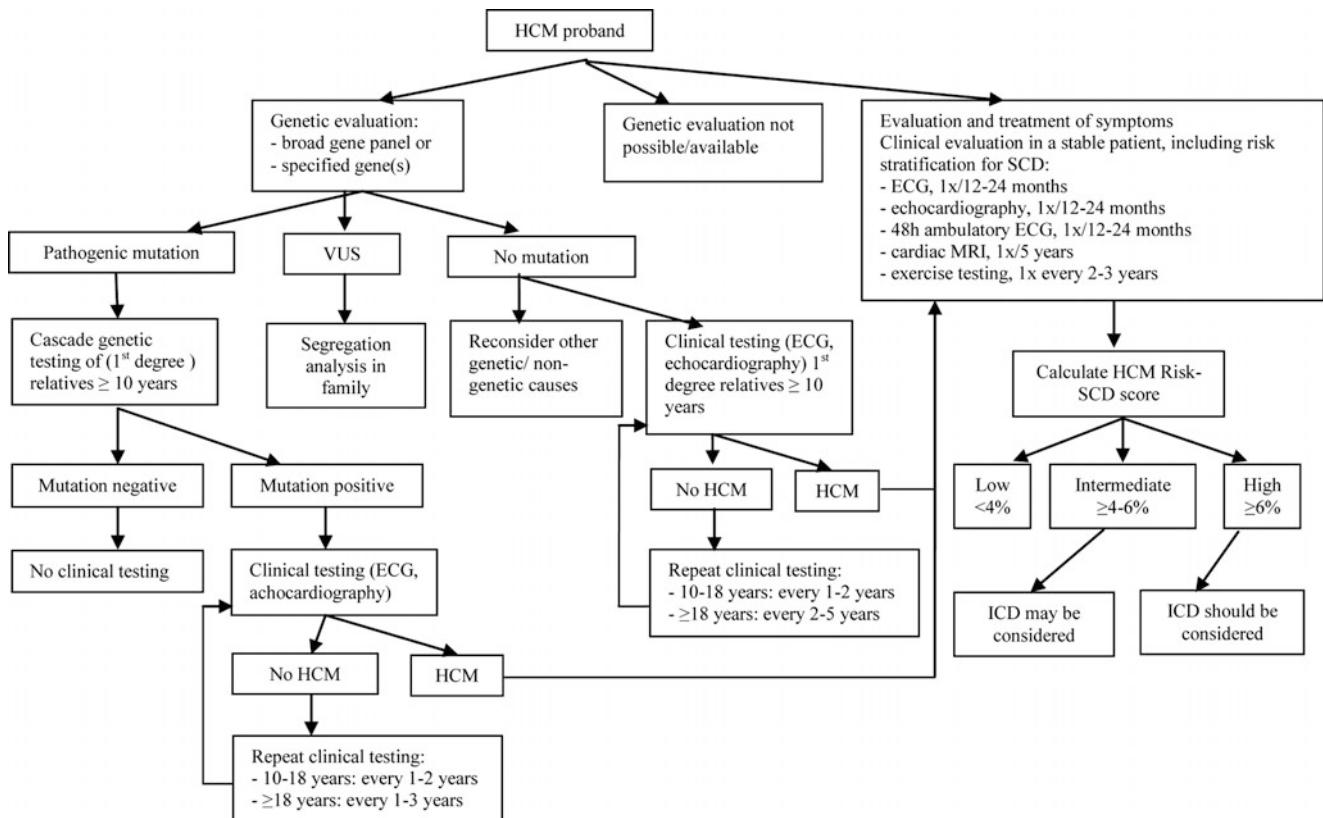 HCM proband
Genetic evaluation:
- broad gene panel or
- specified gene(s)
Genetic evaluation not
possible/available
Evaluation and treatment of symptoms
Clinical evaluation in a stable patient, including risk
stratification for SCD:
- ECG, 1x/12-24 months
- echocardiography, 1x/12-24 months
- 48h ambulatory ECG, 1x/12-24 months
- cardiac MRI, 1x/5 years
- exercise testing, 1x every 2-3 years
Pathogenic mutation
VUS
No mutation
Cascade genetic
testing of (1st degree )
relatives ≥ 10 years
Segregation
analysis in
family
Reconsider other
genetic/ non-
genetic causes
Clinical testing (ECG,
echocardiography) 1st
degree relatives ≥ 10
years
Calculate HCM Risk-
SCD score
Mutation negative
Mutation positive
No HCM
HCM
Low
<4%
Intermediate
≥4-6%
High
≥6%
No clinical testing
Clinical testing (ECG,
achocardiography)
Repeat clinical testing:
- 10-18 years: every 1-2 years
- ≥18 years: every 2-5 years
ICD may be
considered
ICD should be
considered
No HCM
HCM
Repeat clinical testing:
- 10-18 years: every 1-2 years
- ≥18 years: every 1-3 years